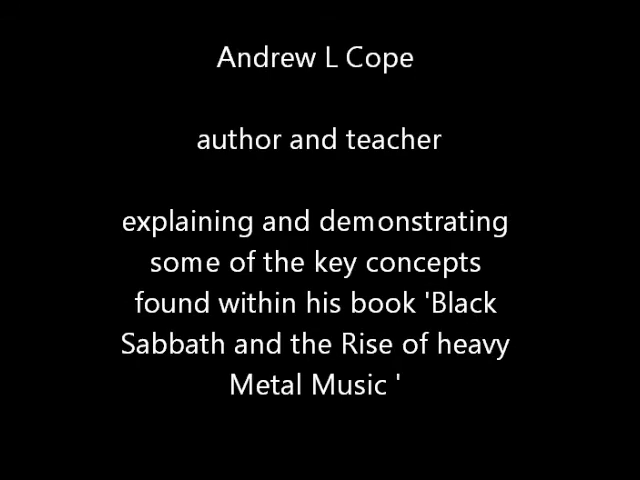 Andrew L Cope
author and teacher
explaining and demonstrating
some of the key concepts
found within his book 'Black
Sabbath and the Rise of heavy
Metal Music '